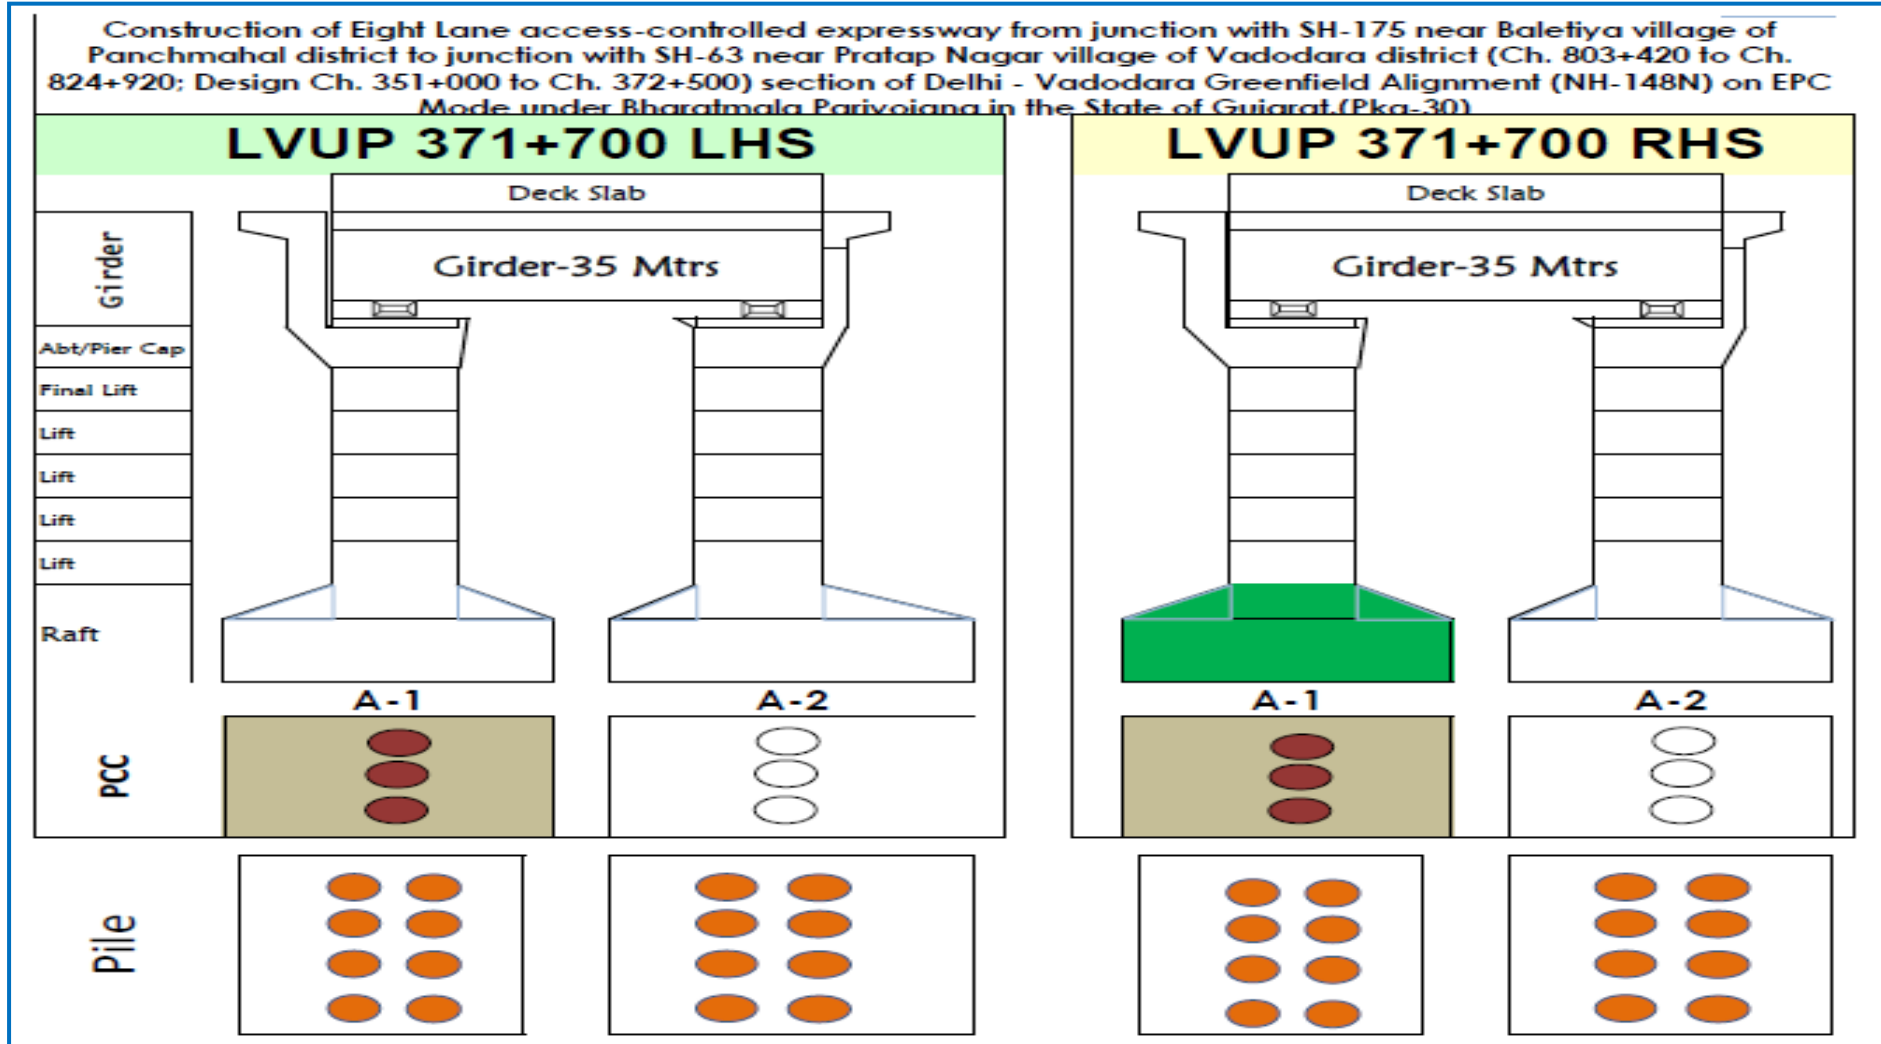 Construction of Eight Lane access-controlled expressway from junction with SH-175 near Baletiya village of
Panchmahal district to junction with SH-63 near Pratap Nagar village of Vadodara district (Ch. 803+420 to Ch.
824+920; Design Ch. 351+000 to Ch. 372+500) section of Delhi - Vadodara Greenfield Alignment (NH-148N) on EPC
Mode under Bharatmala Pariyojana in the State of Gujarat.(Pkg-30)
LVUP 371+700 LHS
LVUP 371+700 RHS
Deck Slab
Deck Slab
Girder
Girder-35 Mtrs
Girder-35 Mtrs
Abt/Pier Cap
Final Lift
Lift
Lift
Lift
Lift
Raft
A-1
A-2
A-1
A-2
PCC
Pile